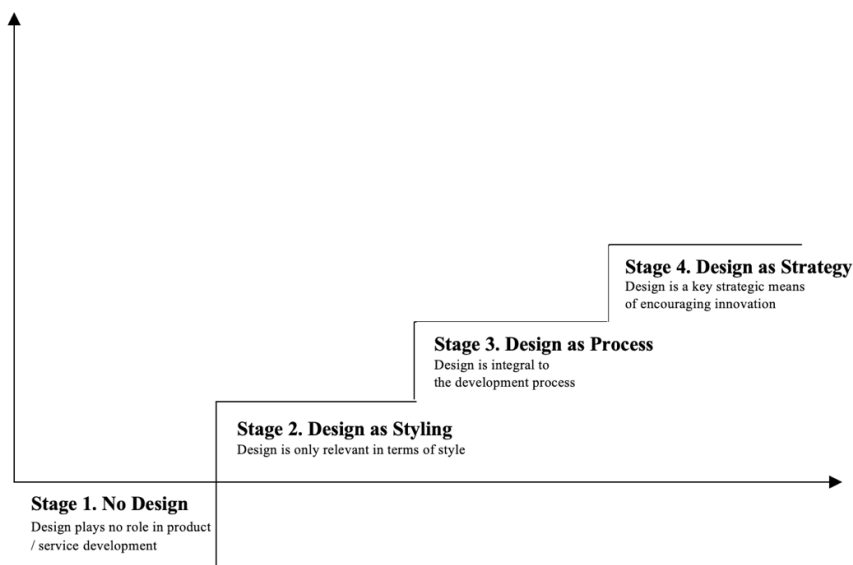 Stage 4. Design as Strategy
Design is a key strategic means
of encouraging innovation
Stage 3. Design as Process
Design is integral to
the development process
Stage 2. Design as Styling
Design is only relevant in terms of style
Stage 1. No Design
Design plays no role in product
/ service development